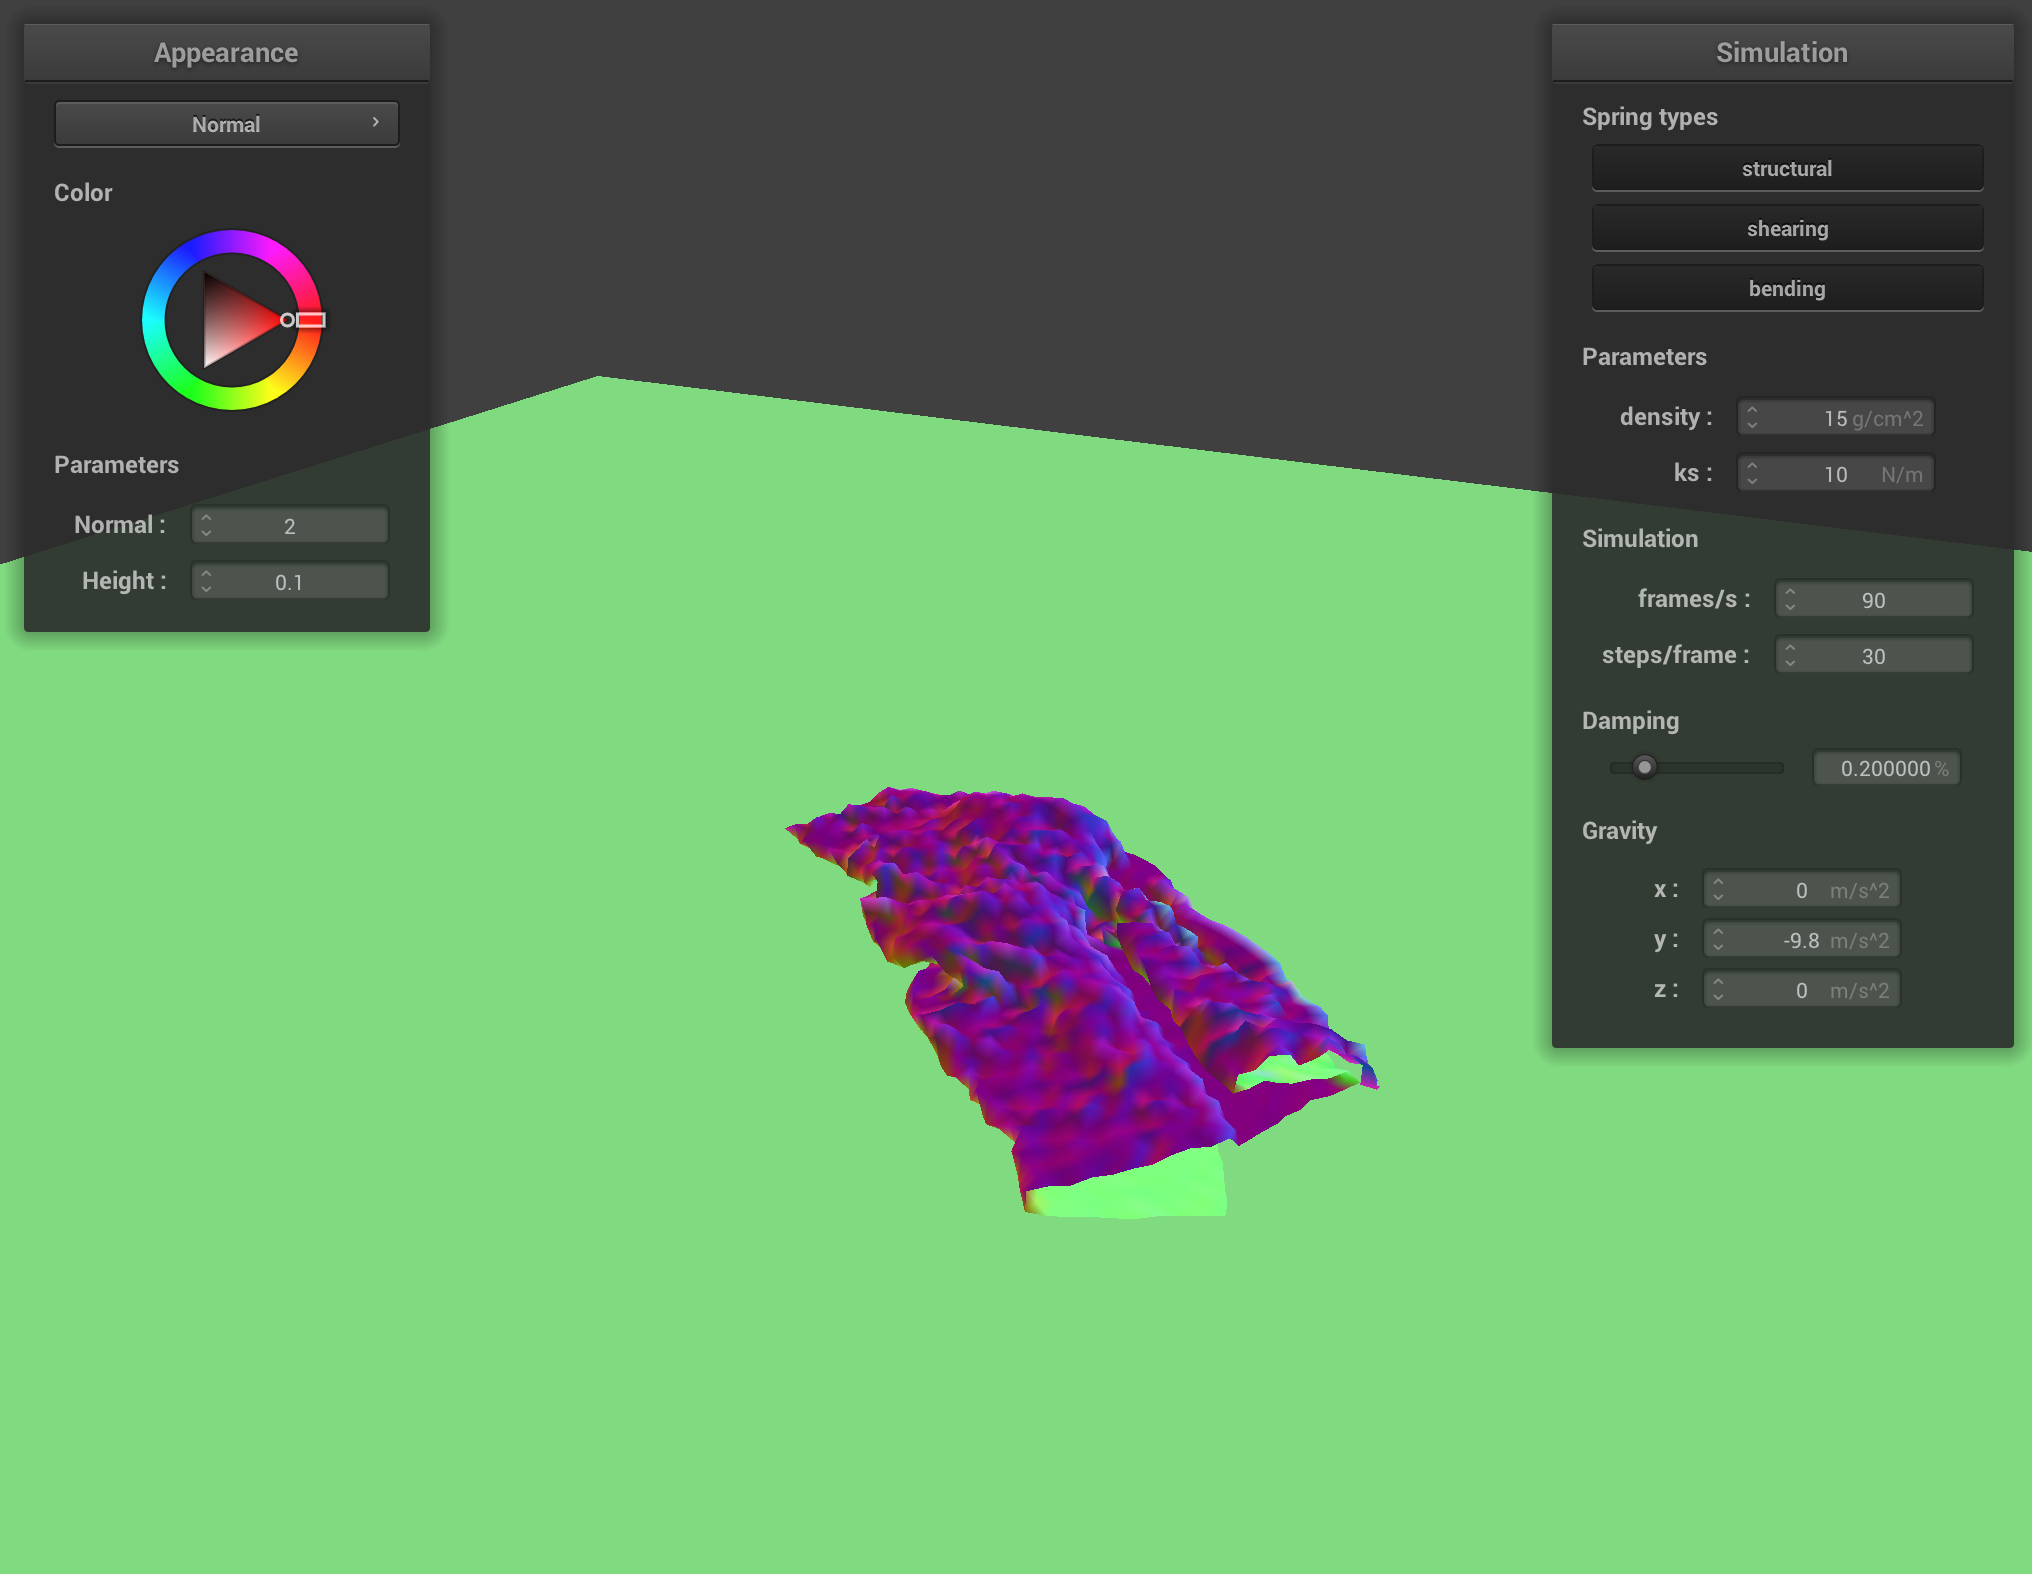 Appearance
Normal
Color
Parameters
Normal :
2
Height :
0.1
Simulation
Spring types
structural
shearing
bending
Parameters
density :
15 g/cm^2
ks :
10 N/m
Simulation
frames/s :
90
steps/frame :
30
Damping
0.200000 %
Gravity
x :
0 m/s^2
y :
-9.8 m/s^2
z :
0 m/s^2